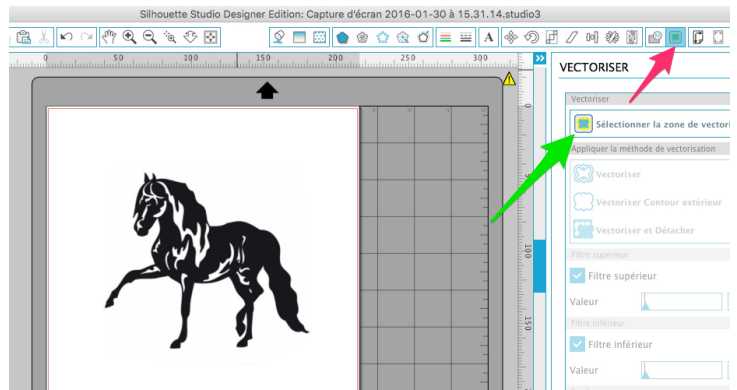 Silhouette Studio Designer Edition: Capture d'écran 2016-01-30 à 15.31.14.studio3
A
0 50 100 150 200 250 300
VECTORISER
Vectoriser
Sélectionner la zone de vectori
Appliquer la méthode de vectorisation
Vectoriser
Vectoriser Contour extérieur
Vectoriser et Détacher
Filtre supérieur
Filtre supérieur
Valeur
Filtre inférieur
Filtre inférieur
Valeur
0
100
150